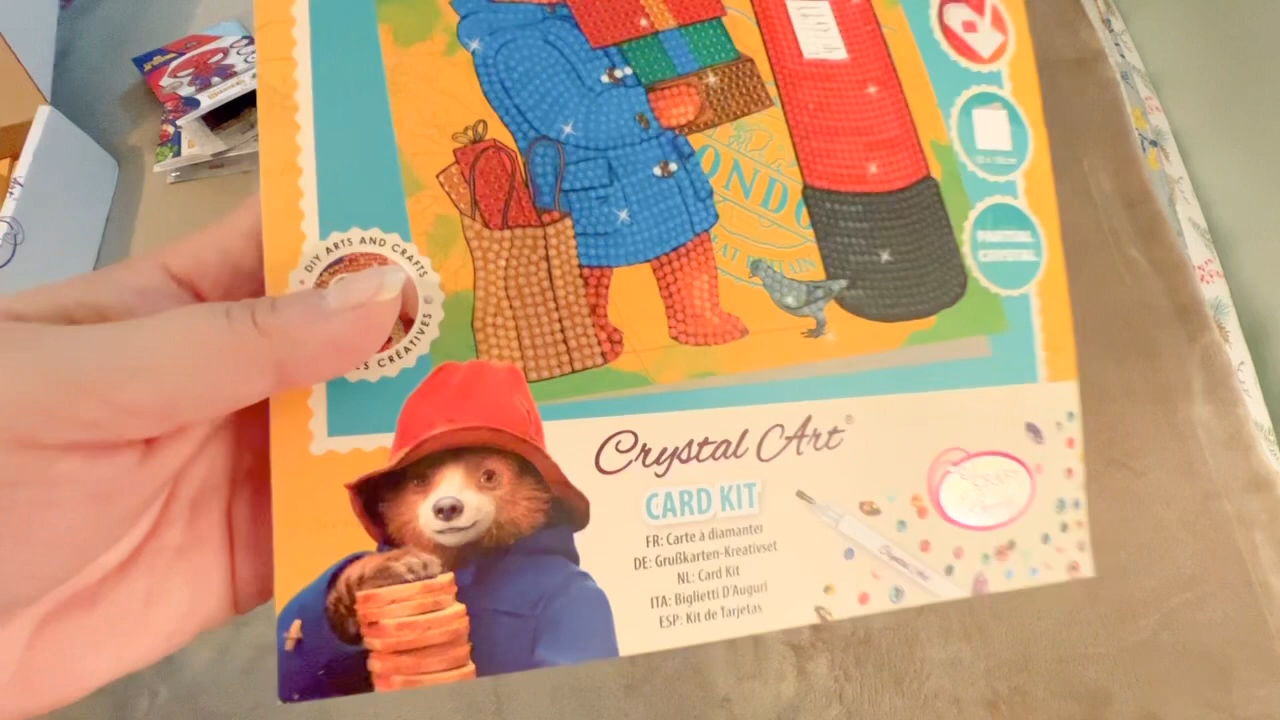 DIY ARTS AND CRAFTS
CRÉATIVES
Crystal Art®
CARD KIT
FR: Carte à diamanter
DE: Grußkarten-Kreativset
NL: Card Kit
ITA: Biglietti D'Auguri
ESP: Kit de Tarjetas